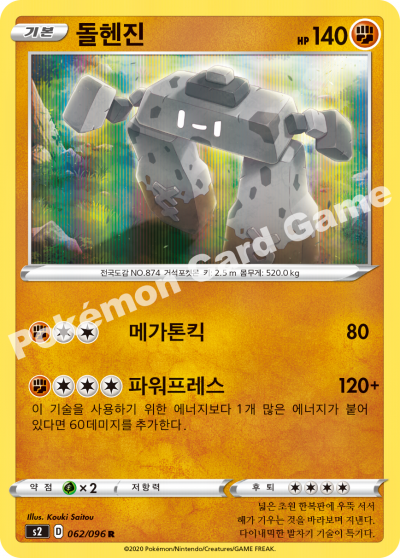 기본 돌헨진 HP 140
전국도감 NO.874 거석포켓몬 키: 2.5 m 몸무게: 520.0 kg
메가톤킥 80
파워프레스 120+
이 기술을 사용하기 위한 에너지보다 1개 많은 에너지가 붙어
있다면 60데미지를 추가한다.
약점 ×2 저항력 후퇴
Illus. Kouki Saitou
s2 D 062/096 R
넓은 초원 한복판에 우뚝 서서
해가 기우는 것을 바라보며 지낸다.
다이내믹한 발차기 기술이 특기다.
©2020 Pokémon/Nintendo/Creatures/GAME FREAK.
Pokémon Card Game